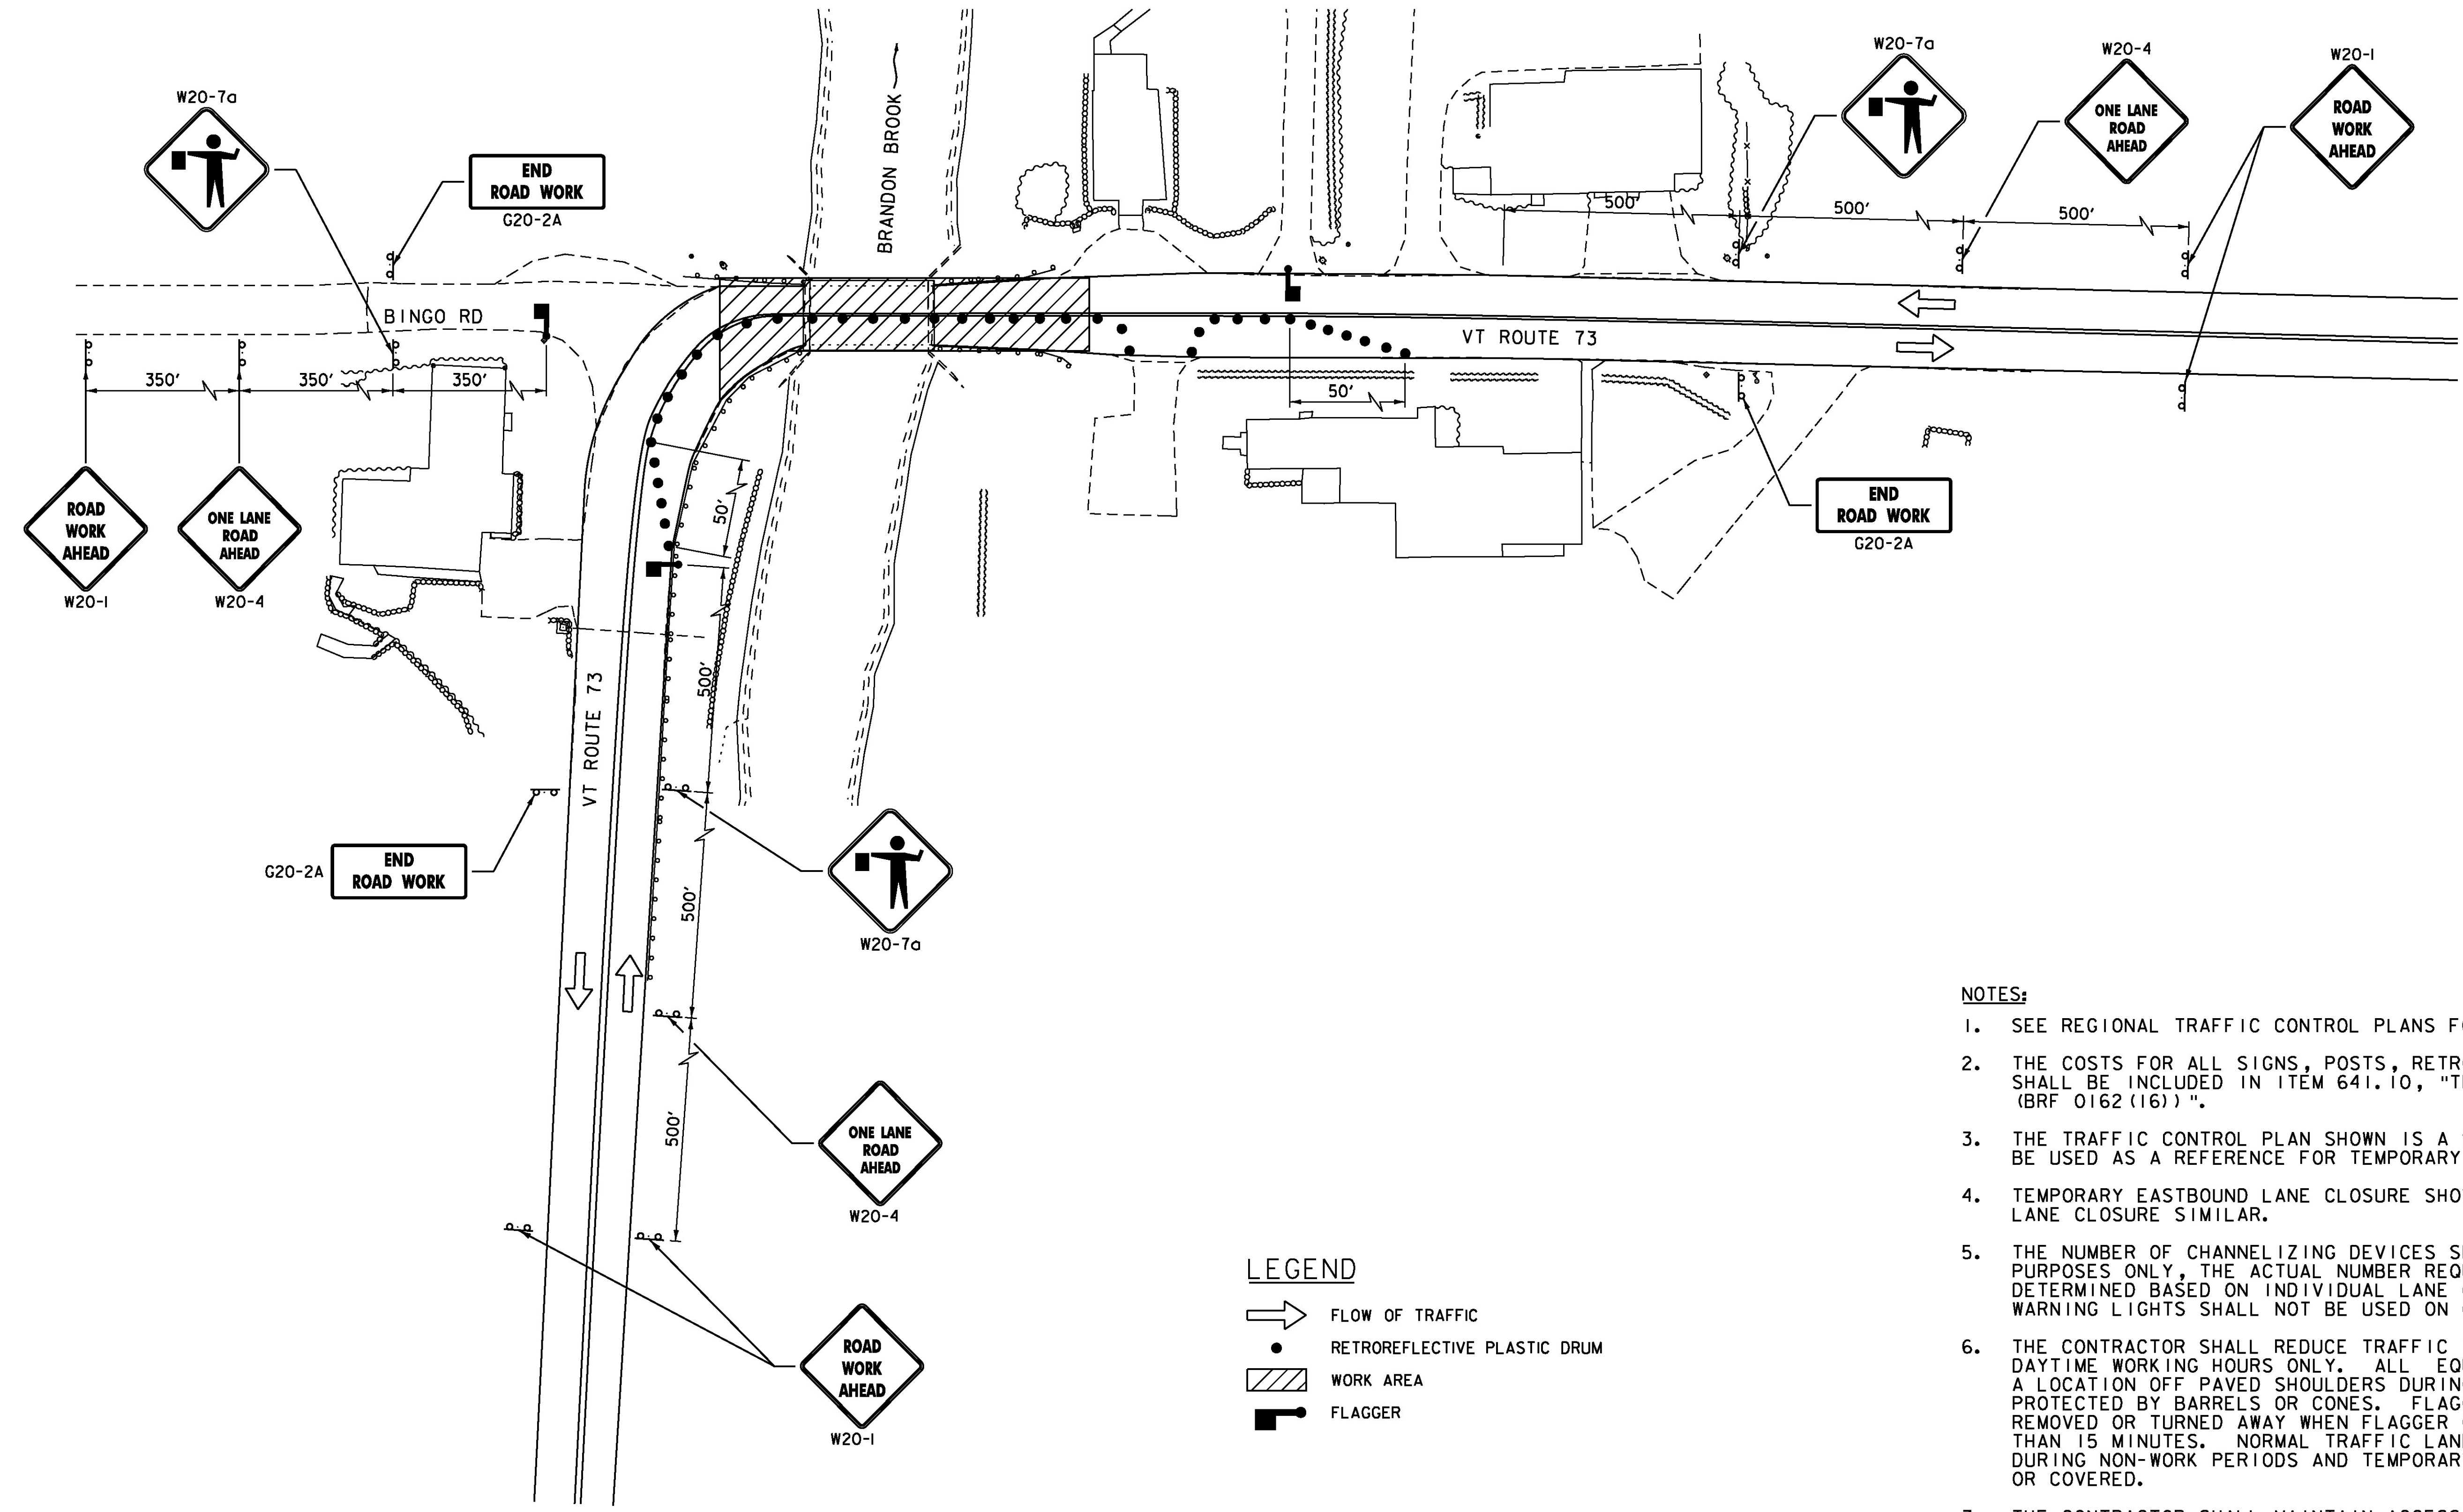 W20-7a
END
ROAD WORK
G20-2A
BRANDON BROOK
W20-7a
W20-4
ONE LANE
ROAD
AHEAD
W20-1
ROAD
WORK
AHEAD
500'
500'
500'
BINGO RD
VT ROUTE 73
350'
350'
350'
50'
ROAD
WORK
AHEAD
W20-1
ONE LANE
ROAD
AHEAD
W20-4
50'
END
ROAD WORK
G20-2A
500'
VT ROUTE 73
G20-2A
END
ROAD WORK
W20-7a
500'
500'
ONE LANE
ROAD
AHEAD
W20-4
ROAD
WORK
AHEAD
W20-1
LEGEND
FLOW OF TRAFFIC
RETROREFLECTIVE PLASTIC DRUM
WORK AREA
FLAGGER
NOTES:
1. SEE REGIONAL TRAFFIC CONTROL PLANS
2. THE COSTS FOR ALL SIGNS, POSTS,
SHALL BE INCLUDED IN ITEM 641.10,
(BRF 0162(16))".
3. THE TRAFFIC CONTROL PLAN SHOWN IS A
BE USED AS A REFERENCE FOR TEMPORARY
4. TEMPORARY EASTBOUND LANE CLOSURE
LANE CLOSURE SIMILAR.
5. THE NUMBER OF CHANNELIZING DEVICES
PURPOSES ONLY, THE ACTUAL NUMBER
DETERMINED BASED ON INDIVIDUAL LANE
WARNING LIGHTS SHALL NOT BE USED ON
6. THE CONTRACTOR SHALL REDUCE TRAFFIC
DAYTIME WORKING HOURS ONLY. ALL
A LOCATION OFF PAVED SHOULDERS
PROTECTED BY BARRELS OR CONES.
REMOVED OR TURNED AWAY WHEN FLAGGER
THAN 15 MINUTES. NORMAL TRAFFIC
DURING NON-WORK PERIODS AND
OR COVERED.